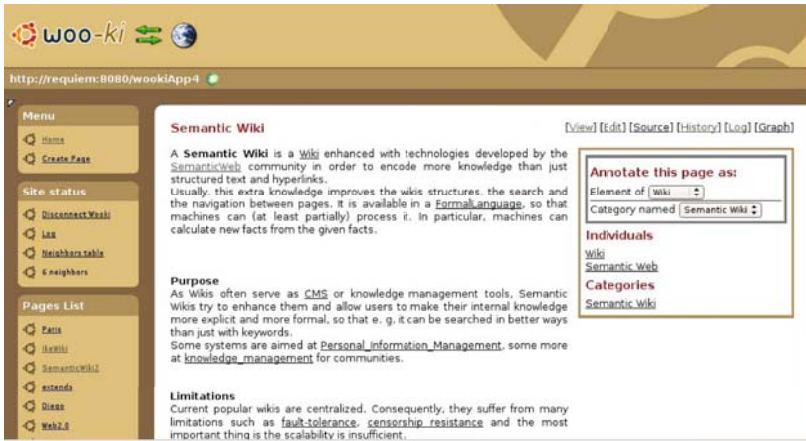 woo-ki
http://requiem:8080/wookiApp4
Menu
Home
Create Page
Site status
Disconnect Wooki
Log
Neighbors table
6 neighbors
Pages List
Paris
IkeWiki
SemanticWiki2
extends
Diego
Web2.0
Semantic Wiki
[View] [Edit] [Source] [History] [Log] [Graph]
A Semantic Wiki is a Wiki enhanced with technologies developed by the
SemanticWeb community in order to encode more knowledge than just
structured text and hyperlinks.
Usually, this extra knowledge improves the wikis structures, the search and
the navigation between pages. It is available in a FormalLanguage, so that
machines can (at least partially) process it. In particular, machines can
calculate new facts from the given facts.
Purpose
As Wikis often serve as CMS or knowledge management tools, Semantic
Wikis try to enhance them and allow users to make their internal knowledge
more explicit and more formal, so that e. g. it can be searched in better ways
than just with keywords.
Some systems are aimed at Personal_Information_Management, some more
at knowledge_management for communities.
Limitations
Current popular wikis are centralized. Consequently, they suffer from many
limitations such as fault-tolerance, censorship resistance and the most
important thing is the scalability is insufficient.
Annotate this page as:
Element of Wiki
Category named Semantic Wiki
Individuals
Wiki
Semantic Web
Categories
Semantic Wiki